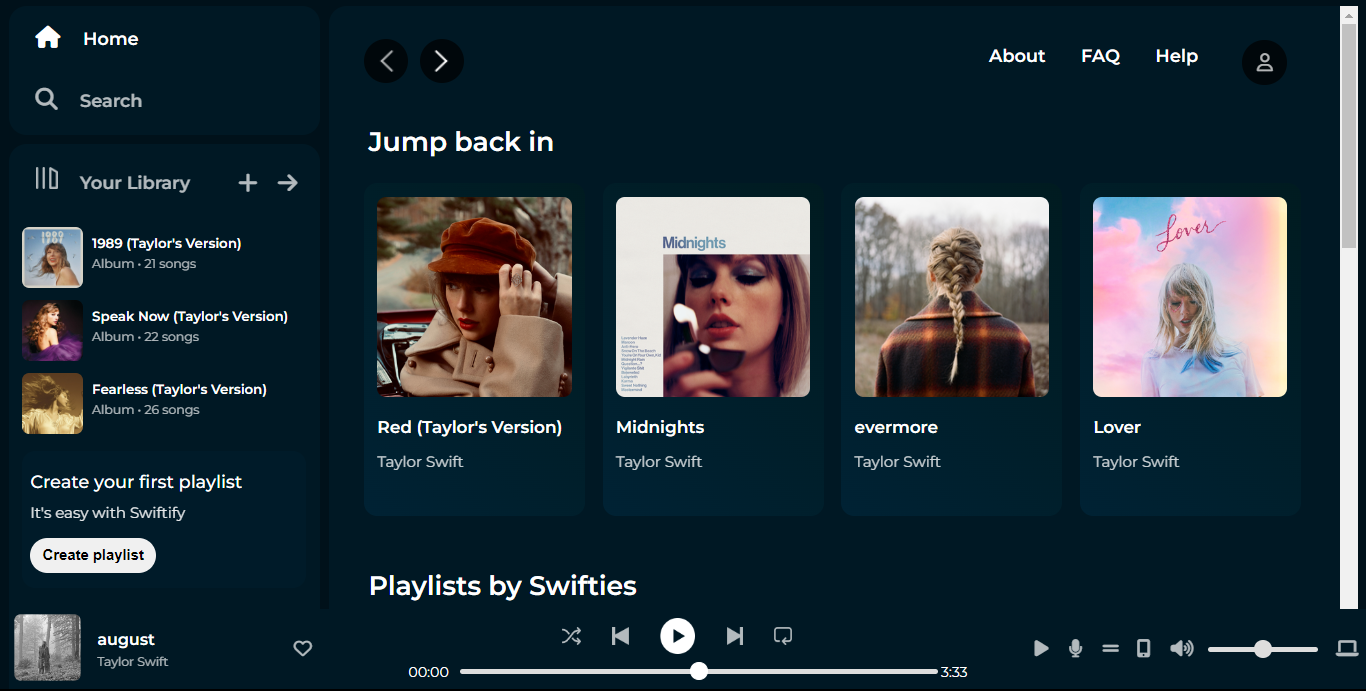 Home
Search
Your Library
1989
1989 (Taylor's Version)
Album • 21 songs
Speak Now (Taylor's Version)
Album • 22 songs
Fearless (Taylor's Version)
Album • 26 songs
Create your first playlist
It's easy with Swiftify
Create playlist
About FAQ Help
Jump back in
Midnights
Lover
Red (Taylor's Version)
Taylor Swift
Midnights
Taylor Swift
evermore
Taylor Swift
Lover
Taylor Swift
Playlists by Swifties
august
Taylor Swift
00:00
3:33